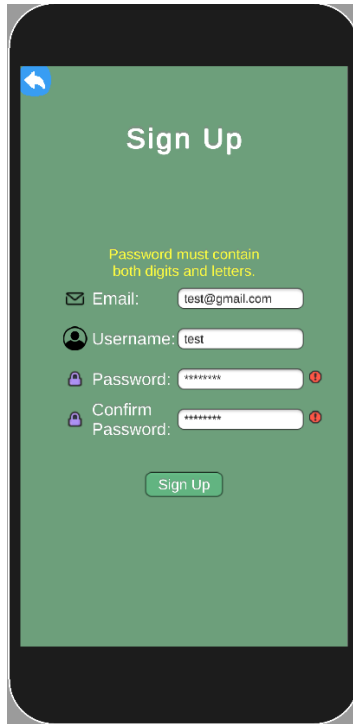 Sign Up
Password must contain
both digits and letters.
Email: test@gmail.com
Username: test
Password: ********
Confirm
Password: ********
Sign Up